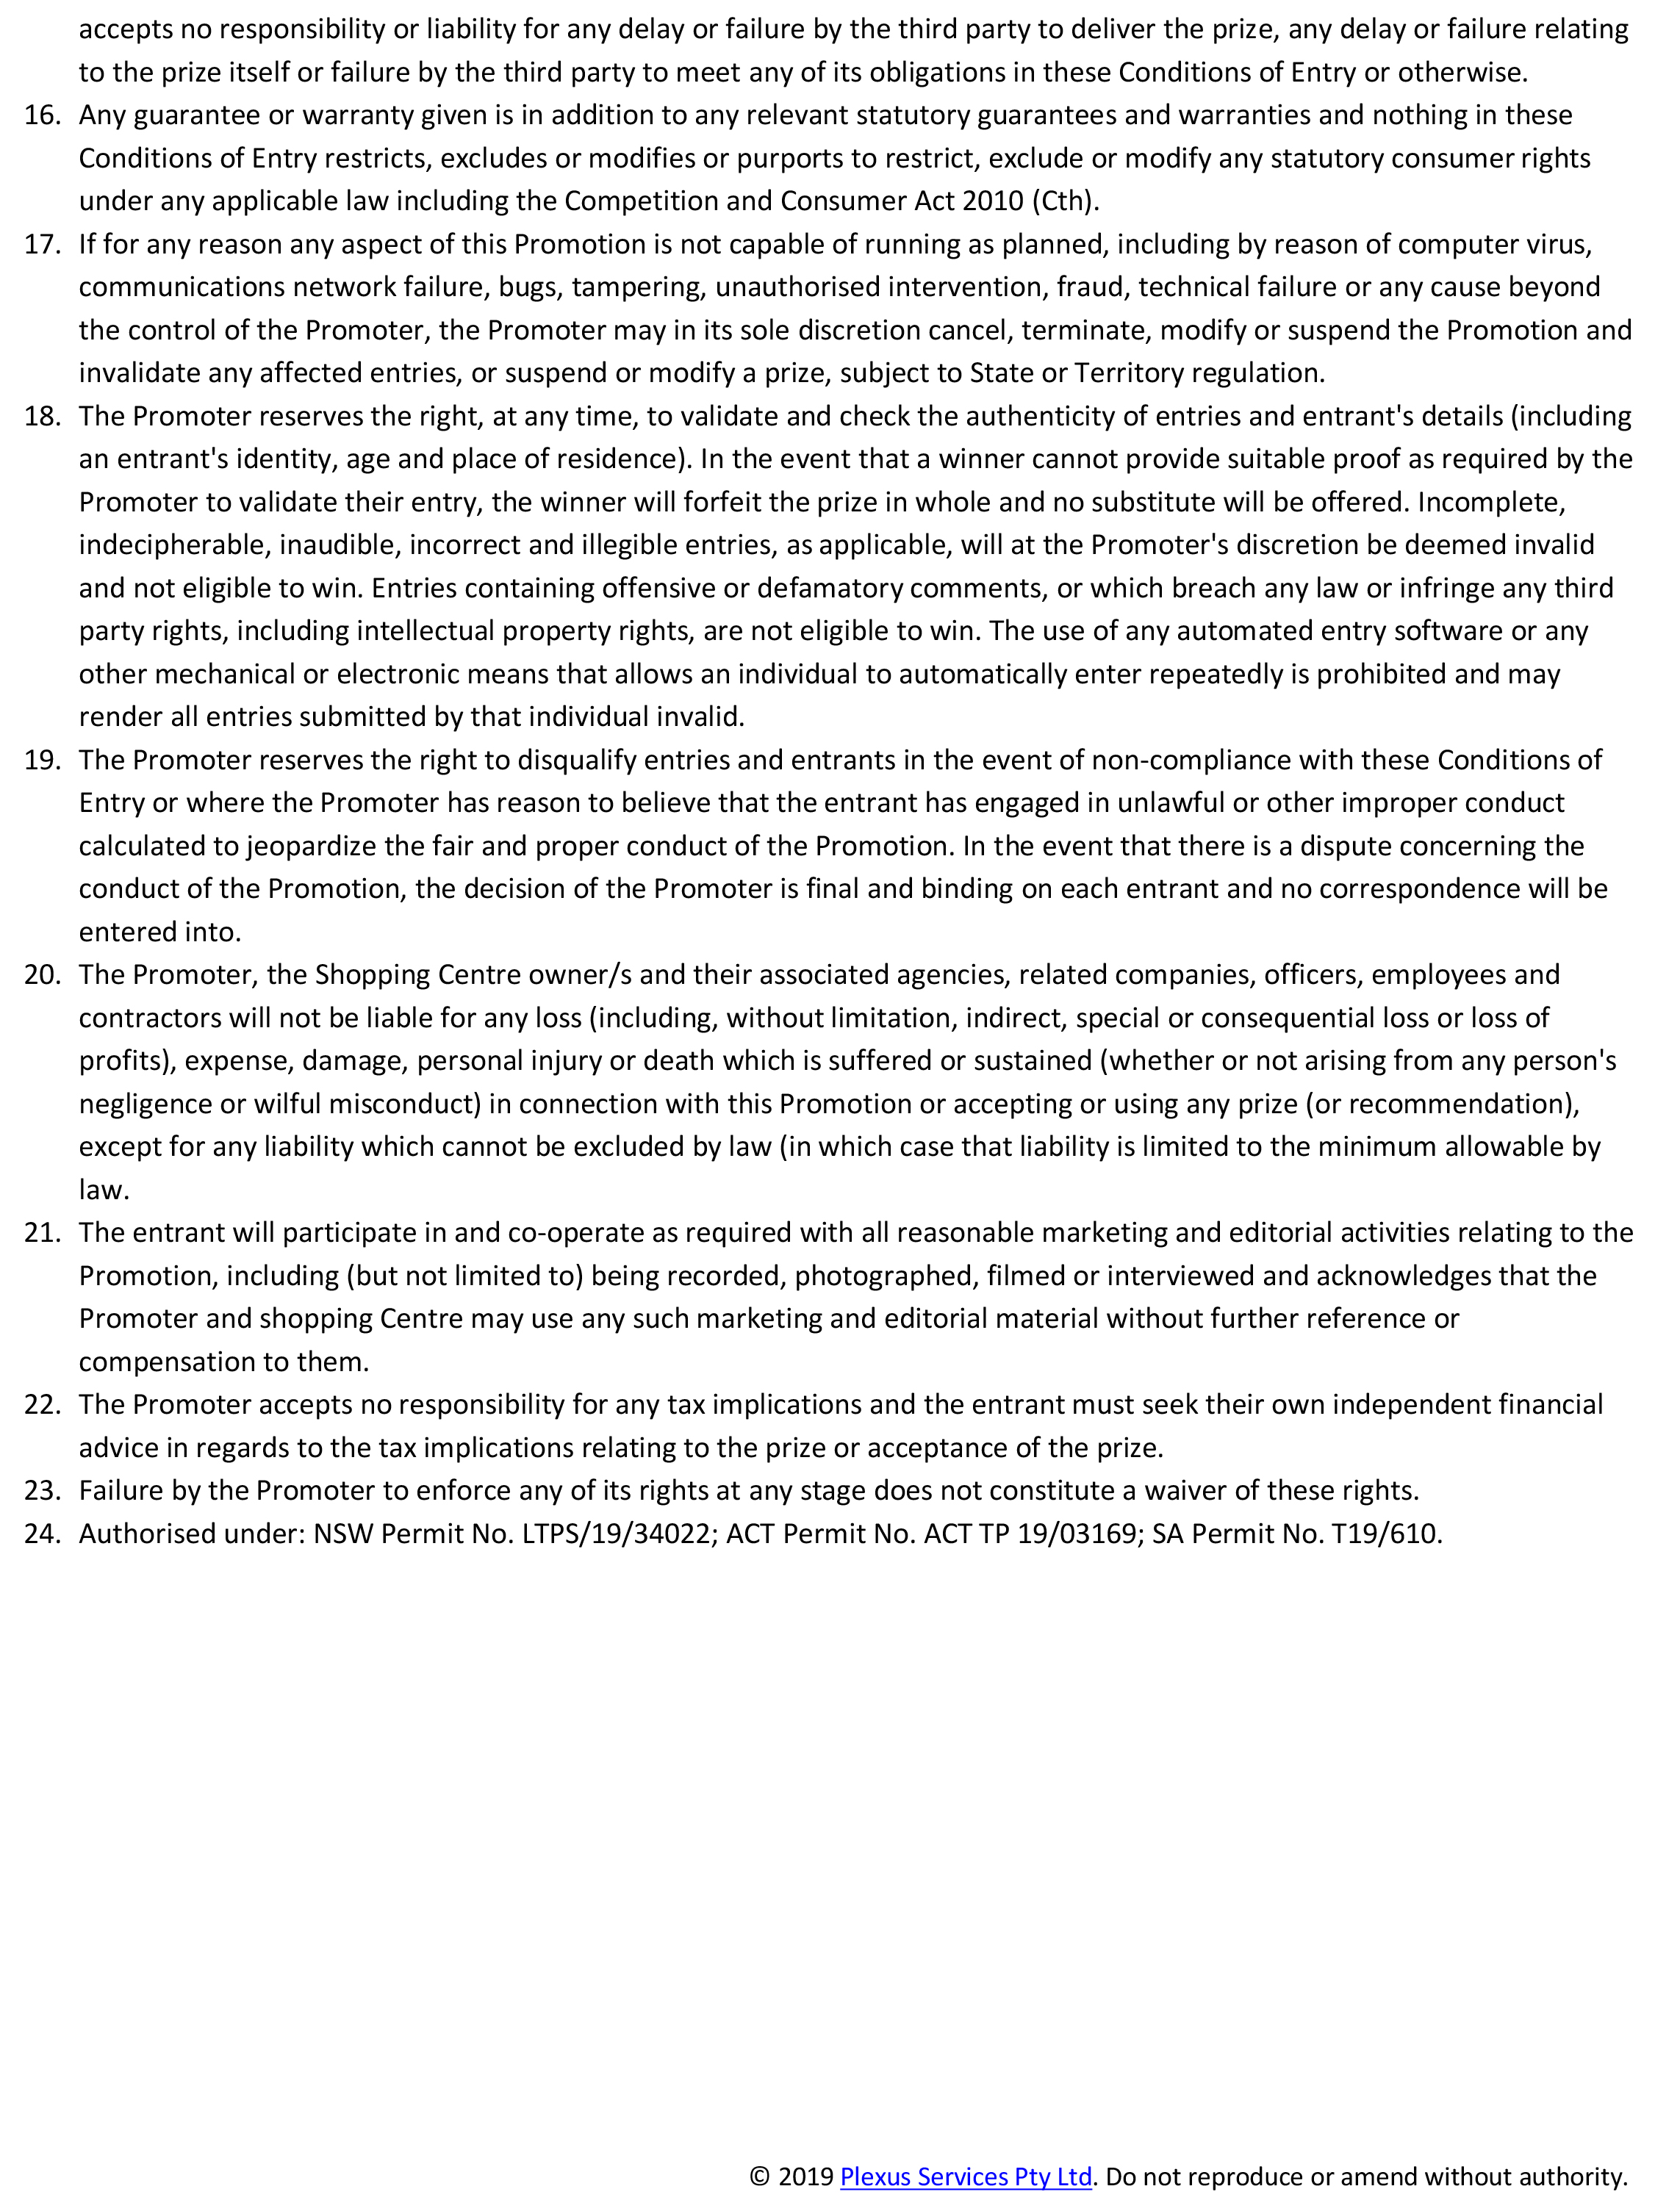 accepts no responsibility or liability for any delay or failure by the third party to deliver the prize, any delay or failure relating
to the prize itself or failure by the third party to meet any of its obligations in these Conditions of Entry or otherwise.
16. Any guarantee or warranty given is in addition to any relevant statutory guarantees and warranties and nothing in these
Conditions of Entry restricts, excludes or modifies or purports to restrict, exclude or modify any statutory consumer rights
under any applicable law including the Competition and Consumer Act 2010 (Cth).
17. If for any reason any aspect of this Promotion is not capable of running as planned, including by reason of computer virus,
communications network failure, bugs, tampering, unauthorised intervention, fraud, technical failure or any cause beyond
the control of the Promoter, the Promoter may in its sole discretion cancel, terminate, modify or suspend the Promotion and
invalidate any affected entries, or suspend or modify a prize, subject to State or Territory regulation.
18. The Promoter reserves the right, at any time, to validate and check the authenticity of entries and entrant's details (including
an entrant's identity, age and place of residence). In the event that a winner cannot provide suitable proof as required by the
Promoter to validate their entry, the winner will forfeit the prize in whole and no substitute will be offered. Incomplete,
indecipherable, inaudible, incorrect and illegible entries, as applicable, will at the Promoter's discretion be deemed invalid
and not eligible to win. Entries containing offensive or defamatory comments, or which breach any law or infringe any third
party rights, including intellectual property rights, are not eligible to win. The use of any automated entry software or any
other mechanical or electronic means that allows an individual to automatically enter repeatedly is prohibited and may
render all entries submitted by that individual invalid.
19. The Promoter reserves the right to disqualify entries and entrants in the event of non-compliance with these Conditions of
Entry or where the Promoter has reason to believe that the entrant has engaged in unlawful or other improper conduct
calculated to jeopardize the fair and proper conduct of the Promotion. In the event that there is a dispute concerning the
conduct of the Promotion, the decision of the Promoter is final and binding on each entrant and no correspondence will be
entered into.
20. The Promoter, the Shopping Centre owner/s and their associated agencies, related companies, officers, employees and
contractors will not be liable for any loss (including, without limitation, indirect, special or consequential loss or loss of
profits), expense, damage, personal injury or death which is suffered or sustained (whether or not arising from any person's
negligence or wilful misconduct) in connection with this Promotion or accepting or using any prize (or recommendation),
except for any liability which cannot be excluded by law (in which case that liability is limited to the minimum allowable by
law.
21. The entrant will participate in and co-operate as required with all reasonable marketing and editorial activities relating to the
Promotion, including (but not limited to) being recorded, photographed, filmed or interviewed and acknowledges that the
Promoter and shopping Centre may use any such marketing and editorial material without further reference or
compensation to them.
22. The Promoter accepts no responsibility for any tax implications and the entrant must seek their own independent financial
advice in regards to the tax implications relating to the prize or acceptance of the prize.
23. Failure by the Promoter to enforce any of its rights at any stage does not constitute a waiver of these rights.
24. Authorised under: NSW Permit No. LTPS/19/34022; ACT Permit No. ACT TP 19/03169; SA Permit No. T19/610.
© 2019 Plexus Services Pty Ltd. Do not reproduce or amend without authority.